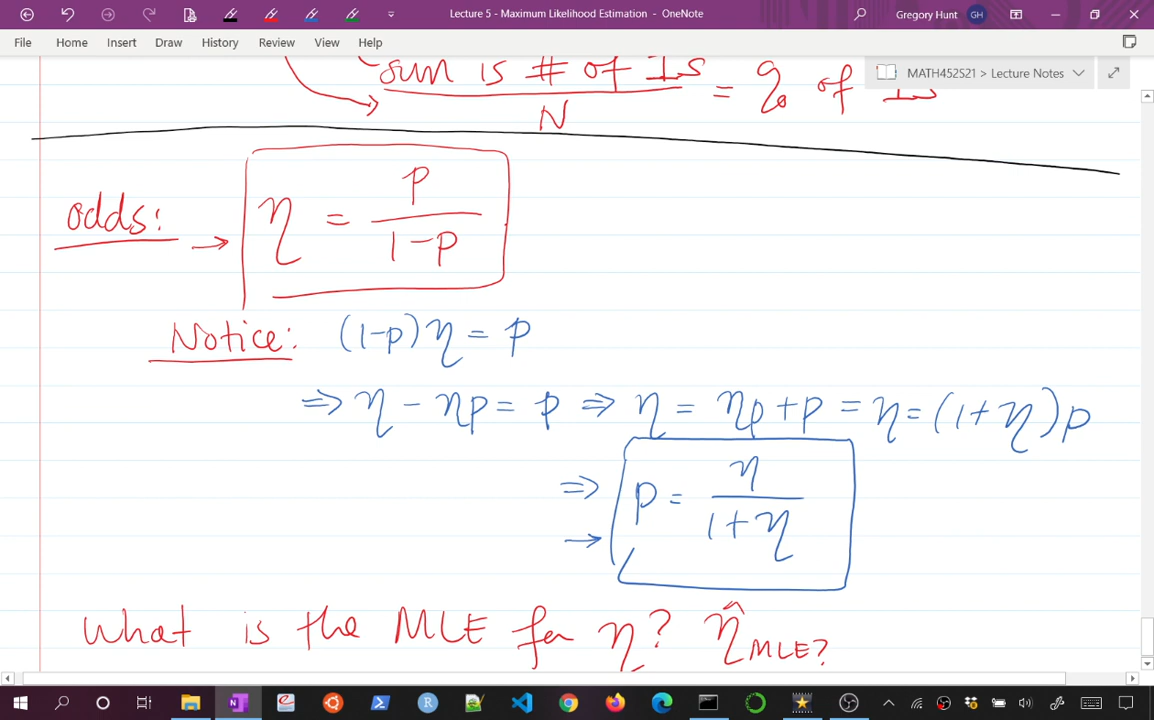 Lecture 5 - Maximum Likelihood Estimation - OneNote
Gregory Hunt
GH
File Home Insert Draw History Review View Help
MATH452S21 > Lecture Notes
sum is # of 1s / N = % of 1s
odds: → η = p / 1-p
Notice: (1-p) η = p
⇒ η - ηp = p ⇒ η = ηp + p = η = (1+η) p
⇒ → p = η / 1+η
What is the MLE for η? η̂ MLE?